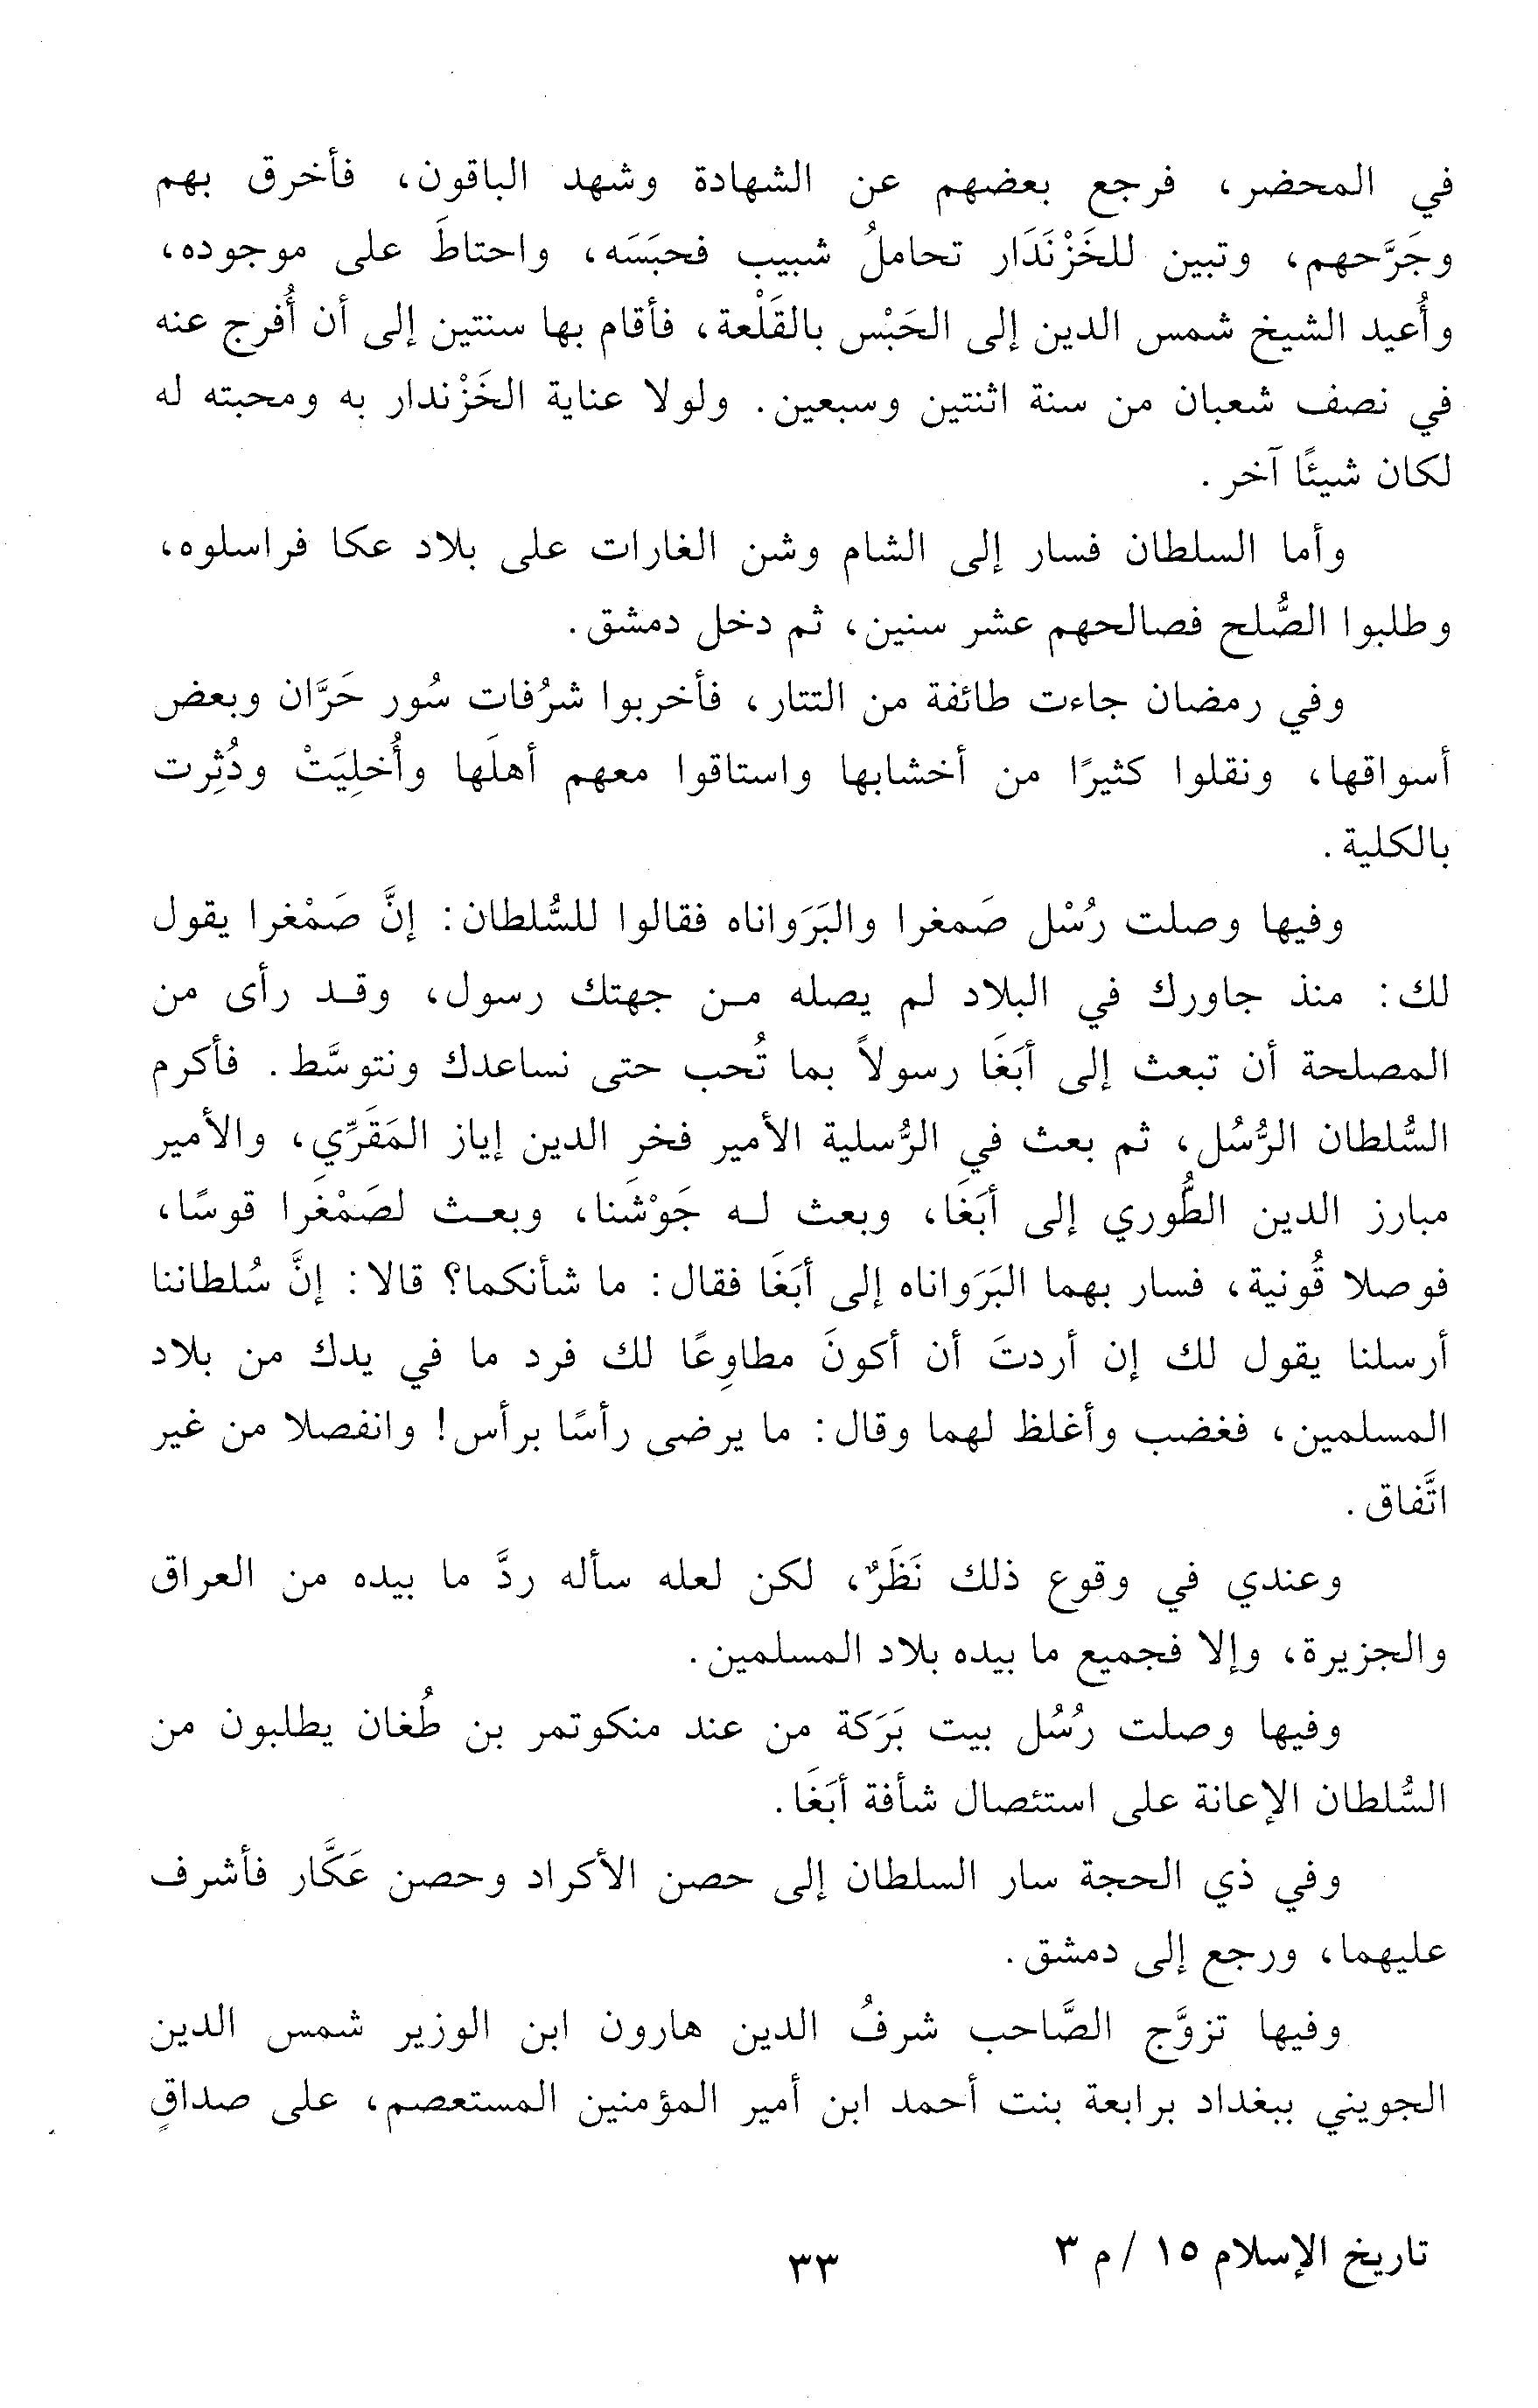 في المحضر، فرجع بعضهم عن الشهادة وشهد الباقون، فأخرق بهم
وجَرَّحهم، وتبين للخَزْنَدَار تحاملُ شبيب فحبَسَه، واحتاطَ على موجوده،
وأُعيد الشيخ شمس الدين إلى الحَبْس بالقَلْعة، فأقام بها سنتين إلى أن أُفرج عنه
في نصف شعبان من سنة اثنتين وسبعين. ولولا عناية الخَزْندار به ومحبته له
لكان شيئًا آخر.
وأما السلطان فسار إلى الشام وشن الغارات على بلاد عكا فراسلوه،
وطلبوا الصُّلح فصالحهم عشر سنين، ثم دخل دمشق.
وفي رمضان جاءت طائفة من التتار، فأخربوا شرُفات سُور حَرَّان وبعض
أسواقها، ونقلوا كثيرًا من أخشابها واستاقوا معهم أهلَها وأُخلِيَتْ ودُثِرت
بالكلية.
وفيها وصلت رُسْل صَمغرا والبَرَواناه فقالوا للسُّلطان: إنَّ صَمْغرا يقول
لك: منذ جاورك في البلاد لم يصله من جهتك رسول، وقد رأى من
المصلحة أن تبعث إلى أبَغَا رسولاً بما تُحب حتى نساعدك ونتوسَّط. فأكرم
السُّلطان الرُّسُل، ثم بعث في الرُّسلية الأمير فخر الدين إياز المَقَرِّي، والأمير
مبارز الدين الطُّوري إلى أبَغَا، وبعث له جَوْشَنا، وبعث لصَمْغَرا قوسًا،
فوصلا قُونية، فسار بهما البَرَواناه إلى أبَغَا فقال: ما شأنكما؟ قالا: إنَّ سُلطاننا
أرسلنا يقول لك إن أردتَ أن أكونَ مطاوِعًا لك فرد ما في يدك من بلاد
المسلمين، فغضب وأغلظ لهما وقال: ما يرضى رأسًا برأس! وانفصلا من غير
اتَّفاق.
وعندي في وقوع ذلك نَظَرٌ، لكن لعله سأله ردَّ ما بيده من العراق
والجزيرة، وإلا فجميع ما بيده بلاد المسلمين.
وفيها وصلت رُسُل بيت بَرَكة من عند منكوتمر بن طُغان يطلبون من
السُّلطان الإعانة على استئصال شأفة أبَغَا.
وفي ذي الحجة سار السلطان إلى حصن الأكراد وحصن عَكَّار فأشرف
عليهما، ورجع إلى دمشق.
وفيها تزوَّج الصَّاحب شرفُ الدين هارون ابن الوزير شمس الدين
الجويني ببغداد برابعة بنت أحمد ابن أمير المؤمنين المستعصم، على صداقٍ
تاريخ الإسلام ١٥ / م ٣
٣٣